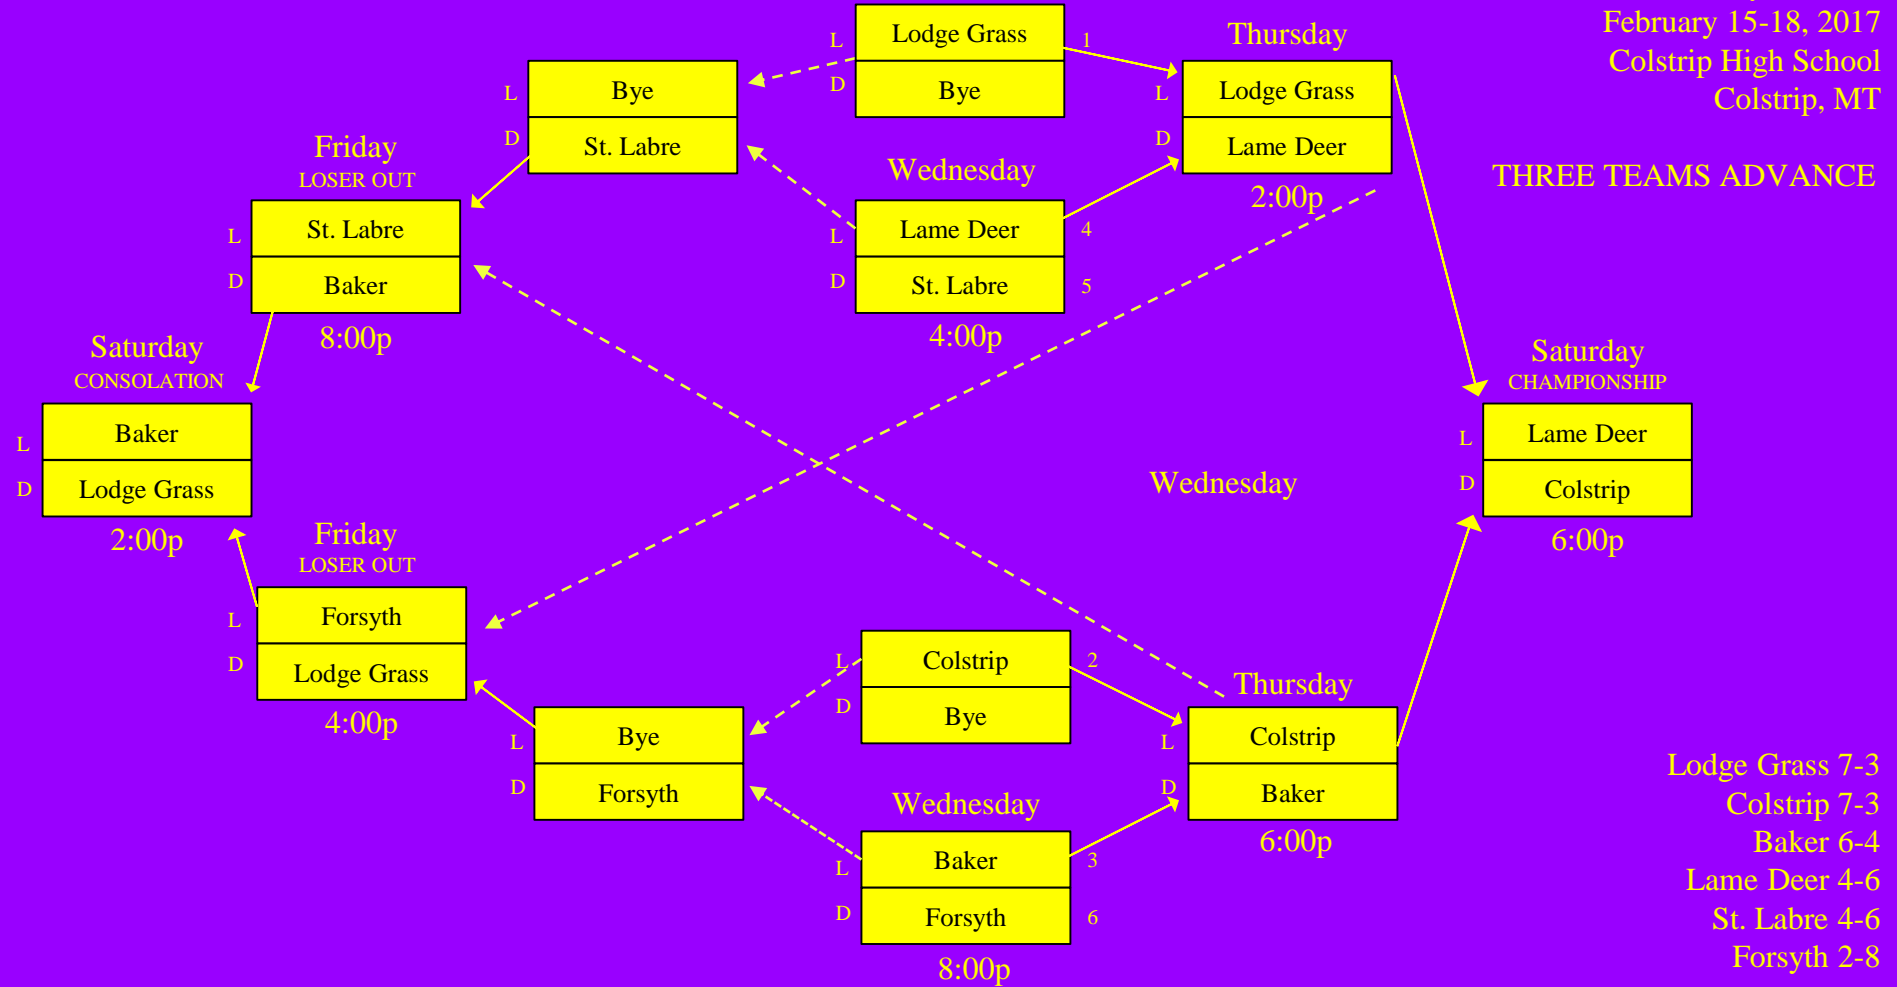 February 15-18, 2017
Colstrip High School
Colstrip, MT
THREE TEAMS ADVANCE
L
Lodge Grass
1
D
Bye
Thursday
L
Lodge Grass
D
Lame Deer
2:00p
L
Bye
D
St. Labre
Wednesday
L
Lame Deer
4
D
St. Labre
5
4:00p
Friday
LOSER OUT
L
St. Labre
D
Baker
8:00p
Saturday
CONSOLATION
L
Baker
D
Lodge Grass
2:00p
Saturday
CHAMPIONSHIP
L
Lame Deer
D
Colstrip
6:00p
Wednesday
Friday
LOSER OUT
L
Forsyth
D
Lodge Grass
4:00p
L
Colstrip
2
D
Bye
Thursday
L
Colstrip
D
Baker
6:00p
L
Bye
D
Forsyth
Wednesday
L
Baker
3
D
Forsyth
6
8:00p
Lodge Grass 7-3
Colstrip 7-3
Baker 6-4
Lame Deer 4-6
St. Labre 4-6
Forsyth 2-8